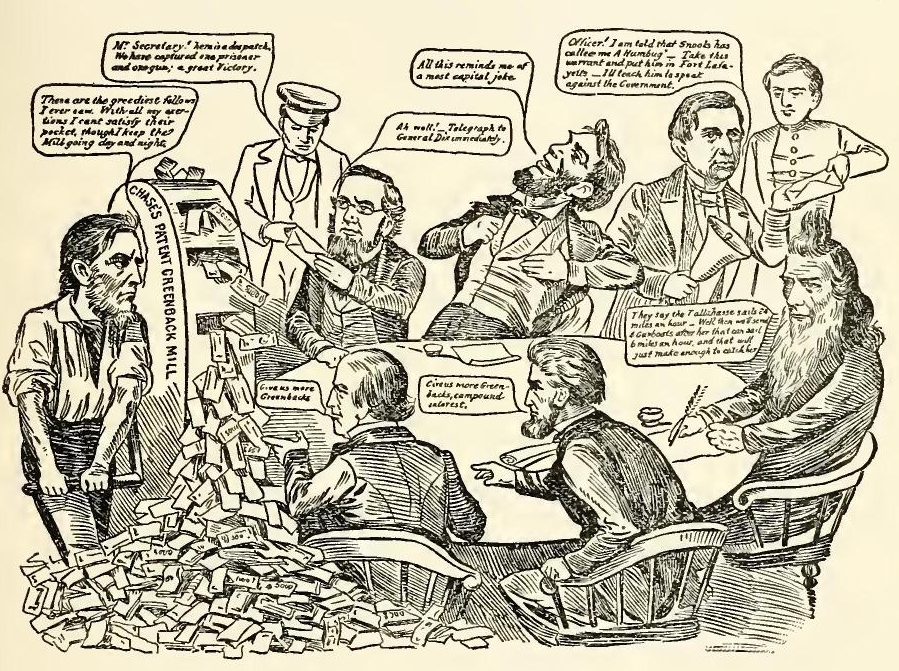 Mr Secretary! here is a despatch,
We have captured one prisoner
and one gun; a great Victory.
These are the greediest fellows
I ever saw. With all my exer-
tions I cant satisfy their
pocket, though I keep the
Mill going day and night.
Ah well! _ Telegraph to
General Dix immediately.
All this reminds me of
a most capital joke.
Officer! I am told that Snooks has
called me A Humbug" _ Take this
warrant and put him in Fort Lafa-
yette _ I'll teach him to speak
against the Government.
CHASE'S PATENT GREENBACK MILL
They say the Tallahasse sails 24
miles an hour _ Well then we'll send
4 Gunboats after her that can sail
6 miles an hour, and that will
just make enough to catch her.
Give us more
Greenbacks
Give us more Green-
backs, compound
interest.